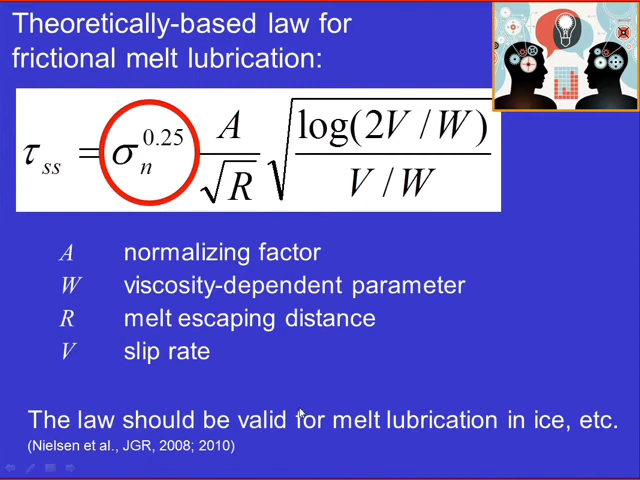 Theoretically-based law for
frictional melt lubrication:
τss = σn^0.25 A/√R √(log(2V / W) / (V / W))
A normalizing factor
W viscosity-dependent parameter
R melt escaping distance
V slip rate
The law should be valid for melt lubrication in ice, etc.
(Nielsen et al., JGR, 2008; 2010)